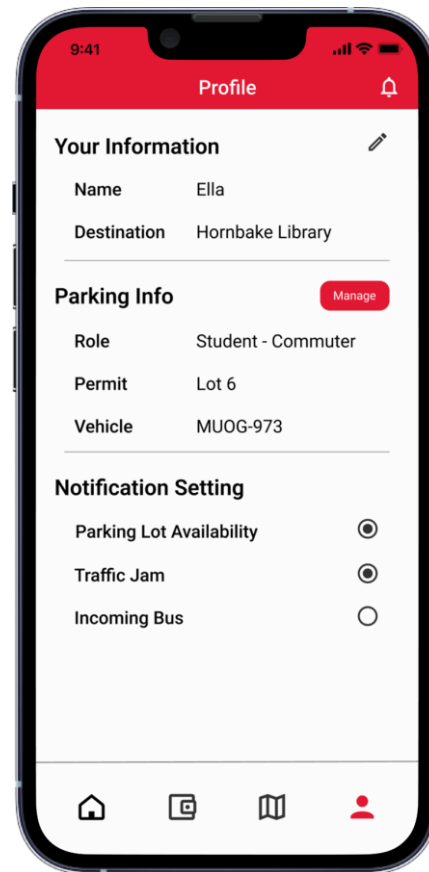 9:41
Profile
Your Information
Name Ella
Destination Hornbake Library
Parking Info Manage
Role Student - Commuter
Permit Lot 6
Vehicle MUOG-973
Notification Setting
Parking Lot Availability
Traffic Jam
Incoming Bus